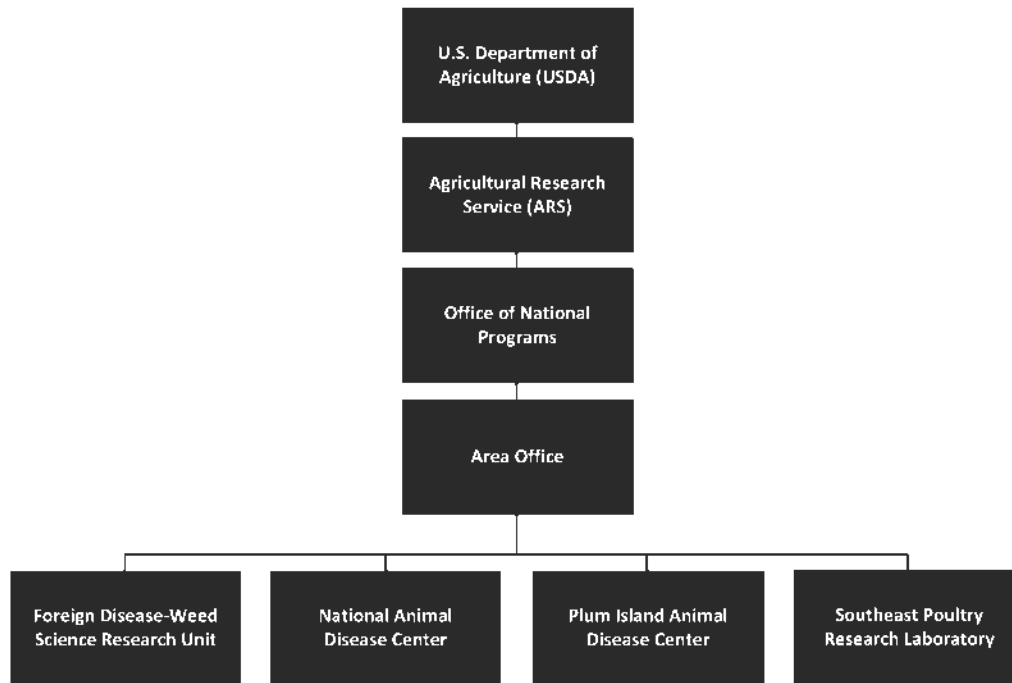 U.S. Department of
Agriculture (USDA)
Agricultural Research
Service (ARS)
Office of National
Programs
Area Office
Foreign Disease-Weed
Science Research Unit
National Animal
Disease Center
Plum Island Animal
Disease Center
Southeast Poultry
Research Laboratory